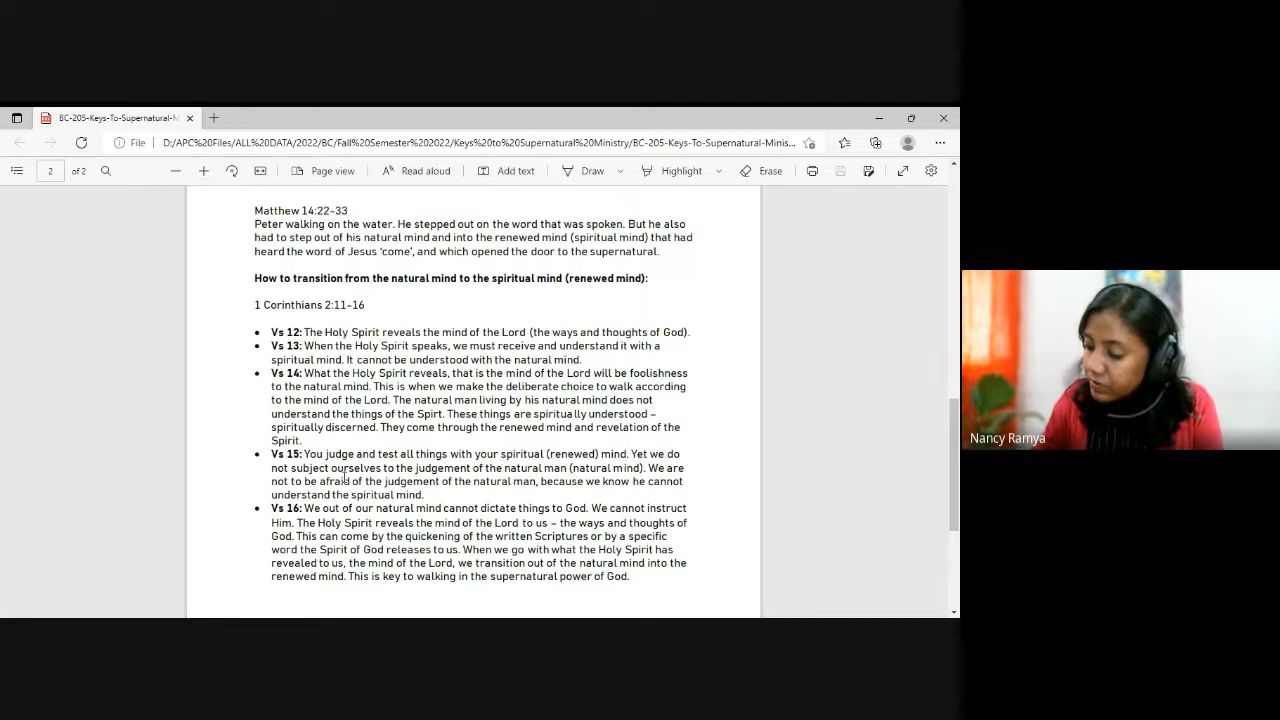 BC-205-Keys-To-Supernatural-M
File
D:/APC%20Files/ALL%20DATA/2022/BC/Fall%20Semester%202022/Keys%20to%20Supernatural%20Ministry/BC-205-Keys-To-Supernatural-Minis...
2 of 2
Page view
Read aloud
Add text
Draw
Highlight
Erase
Matthew 14:22-33
Peter walking on the water. He stepped out on the word that was spoken. But he also
had to step out of his natural mind and into the renewed mind (spiritual mind) that had
heard the word of Jesus 'come', and which opened the door to the supernatural.
How to transition from the natural mind to the spiritual mind (renewed mind):
1 Corinthians 2:11-16
• Vs 12: The Holy Spirit reveals the mind of the Lord (the ways and thoughts of God).
• Vs 13: When the Holy Spirit speaks, we must receive and understand it with a
spiritual mind. It cannot be understood with the natural mind.
• Vs 14: What the Holy Spirit reveals, that is the mind of the Lord will be foolishness
to the natural mind. This is when we make the deliberate choice to walk according
to the mind of the Lord. The natural man living by his natural mind does not
understand the things of the Spirt. These things are spiritually understood –
spiritually discerned. They come through the renewed mind and revelation of the
Spirit.
• Vs 15: You judge and test all things with your spiritual (renewed) mind. Yet we do
not subject ourselves to the judgement of the natural man (natural mind). We are
not to be afraid of the judgement of the natural man, because we know he cannot
understand the spiritual mind.
• Vs 16: We out of our natural mind cannot dictate things to God. We cannot instruct
Him. The Holy Spirit reveals the mind of the Lord to us – the ways and thoughts of
God. This can come by the quickening of the written Scriptures or by a specific
word the Spirit of God releases to us. When we go with what the Holy Spirit has
revealed to us, the mind of the Lord, we transition out of the natural mind into the
renewed mind. This is key to walking in the supernatural power of God.
Nancy Ramya